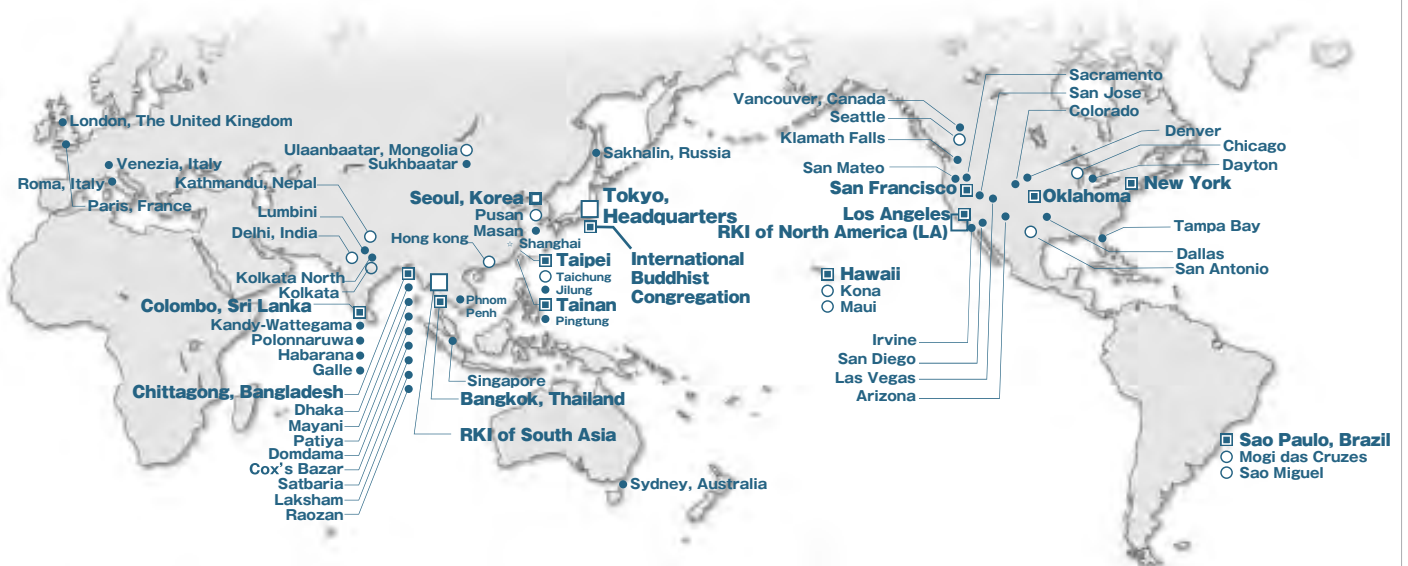 London, The United Kingdom
Venezia, Italy
Roma, Italy
Paris, France
Ulaanbaatar, Mongolia
Sukhbaatar
Kathmandu, Nepal
Lumbini
Delhi, India
Kolkata North
Kolkata
Colombo, Sri Lanka
Kandy-Wattegama
Polonnaruwa
Habarana
Galle
Chittagong, Bangladesh
Dhaka
Mayani
Patiya
Domdama
Cox's Bazar
Satbaria
Laksham
Raozan
Sakhalin, Russia
Seoul, Korea
Pusan
Masan
Hong kong
Shanghai
Tokyo,
Headquarters
International
Buddhist
Congregation
Taipei
Taichung
Jilung
Tainan
Pingtung
Phnom
Penh
Singapore
Bangkok, Thailand
RKI of South Asia
Sydney, Australia
Vancouver, Canada
Seattle
Klamath Falls
San Mateo
San Francisco
Los Angeles
RKI of North America (LA)
Hawaii
Kona
Maui
Irvine
San Diego
Las Vegas
Arizona
Sacramento
San Jose
Colorado
Denver
Chicago
Dayton
New York
Oklahoma
Tampa Bay
Dallas
San Antonio
Sao Paulo, Brazil
Mogi das Cruzes
Sao Miguel